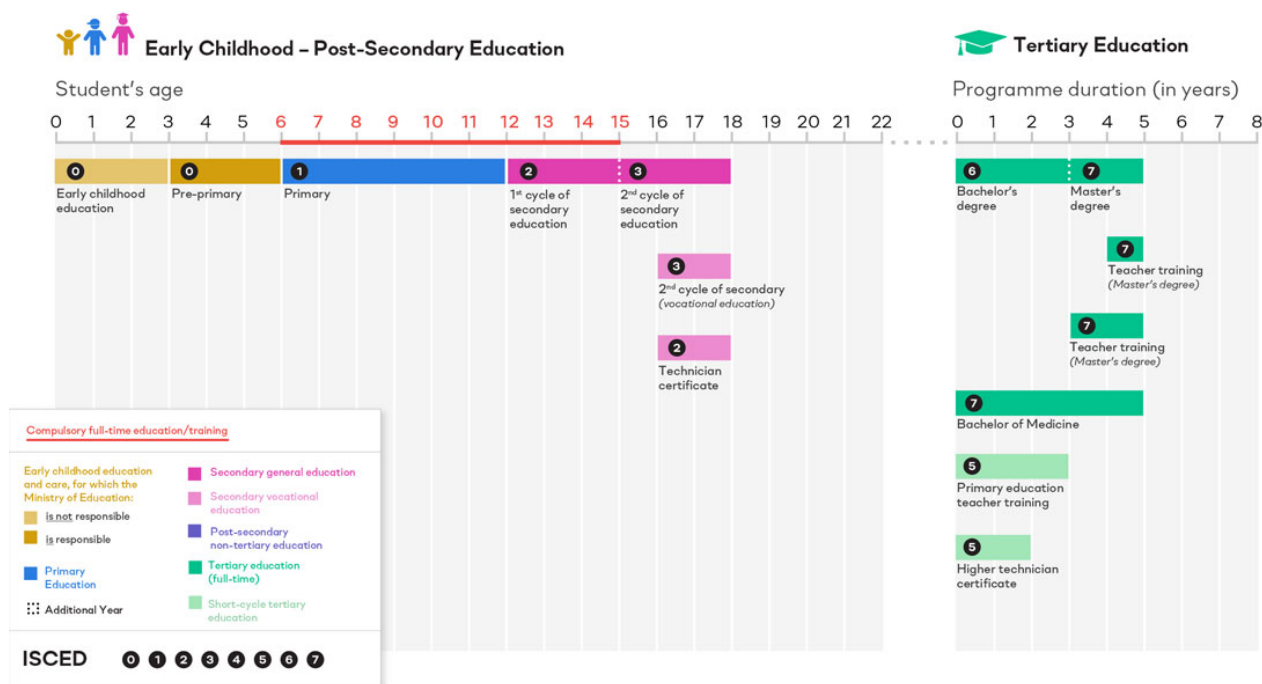 Early Childhood – Post-Secondary Education
Student's age
0 1 2 3 4 5 6 7 8 9 10 11 12 13 14 15 16 17 18 19 20 21 22
0
Early childhood
education
0
Pre-primary
1
Primary
2
1st cycle of
secondary
education
3
2nd cycle of
secondary
education
3
2nd cycle of secondary
(vocational education)
2
Technician
certificate
Tertiary Education
Programme duration (in years)
0 1 2 3 4 5 6 7 8
6
Bachelor's
degree
7
Master's
degree
7
Teacher training
(Master's degree)
7
Teacher training
(Master's degree)
7
Bachelor of Medicine
5
Primary education
teacher training
5
Higher technician
certificate
Compulsory full-time education/training
Early childhood education
and care, for which the
Ministry of Education:
is not responsible
is responsible
Primary
Education
Additional Year
Secondary general education
Secondary vocational
education
Post-secondary
non-tertiary education
Tertiary education
(full-time)
Short-cycle tertiary
education
ISCED 0 1 2 3 4 5 6 7